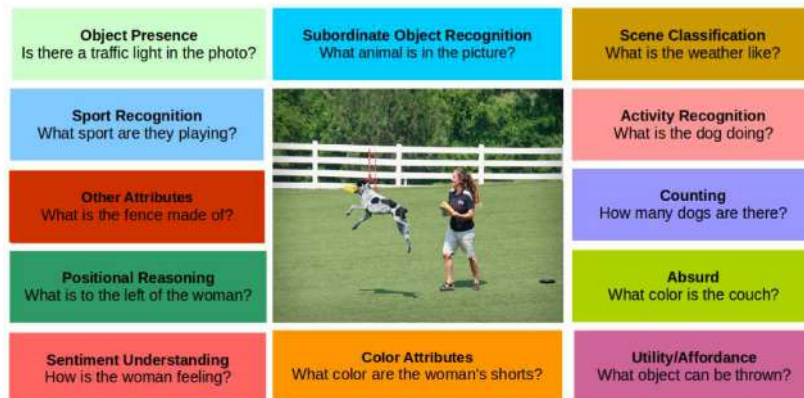 Object Presence
Is there a traffic light in the photo?
Subordinate Object Recognition
What animal is in the picture?
Scene Classification
What is the weather like?
Sport Recognition
What sport are they playing?
Activity Recognition
What is the dog doing?
Other Attributes
What is the fence made of?
Counting
How many dogs are there?
Positional Reasoning
What is to the left of the woman?
Absurd
What color is the couch?
Sentiment Understanding
How is the woman feeling?
Color Attributes
What color are the woman's shorts?
Utility/Affordance
What object can be thrown?